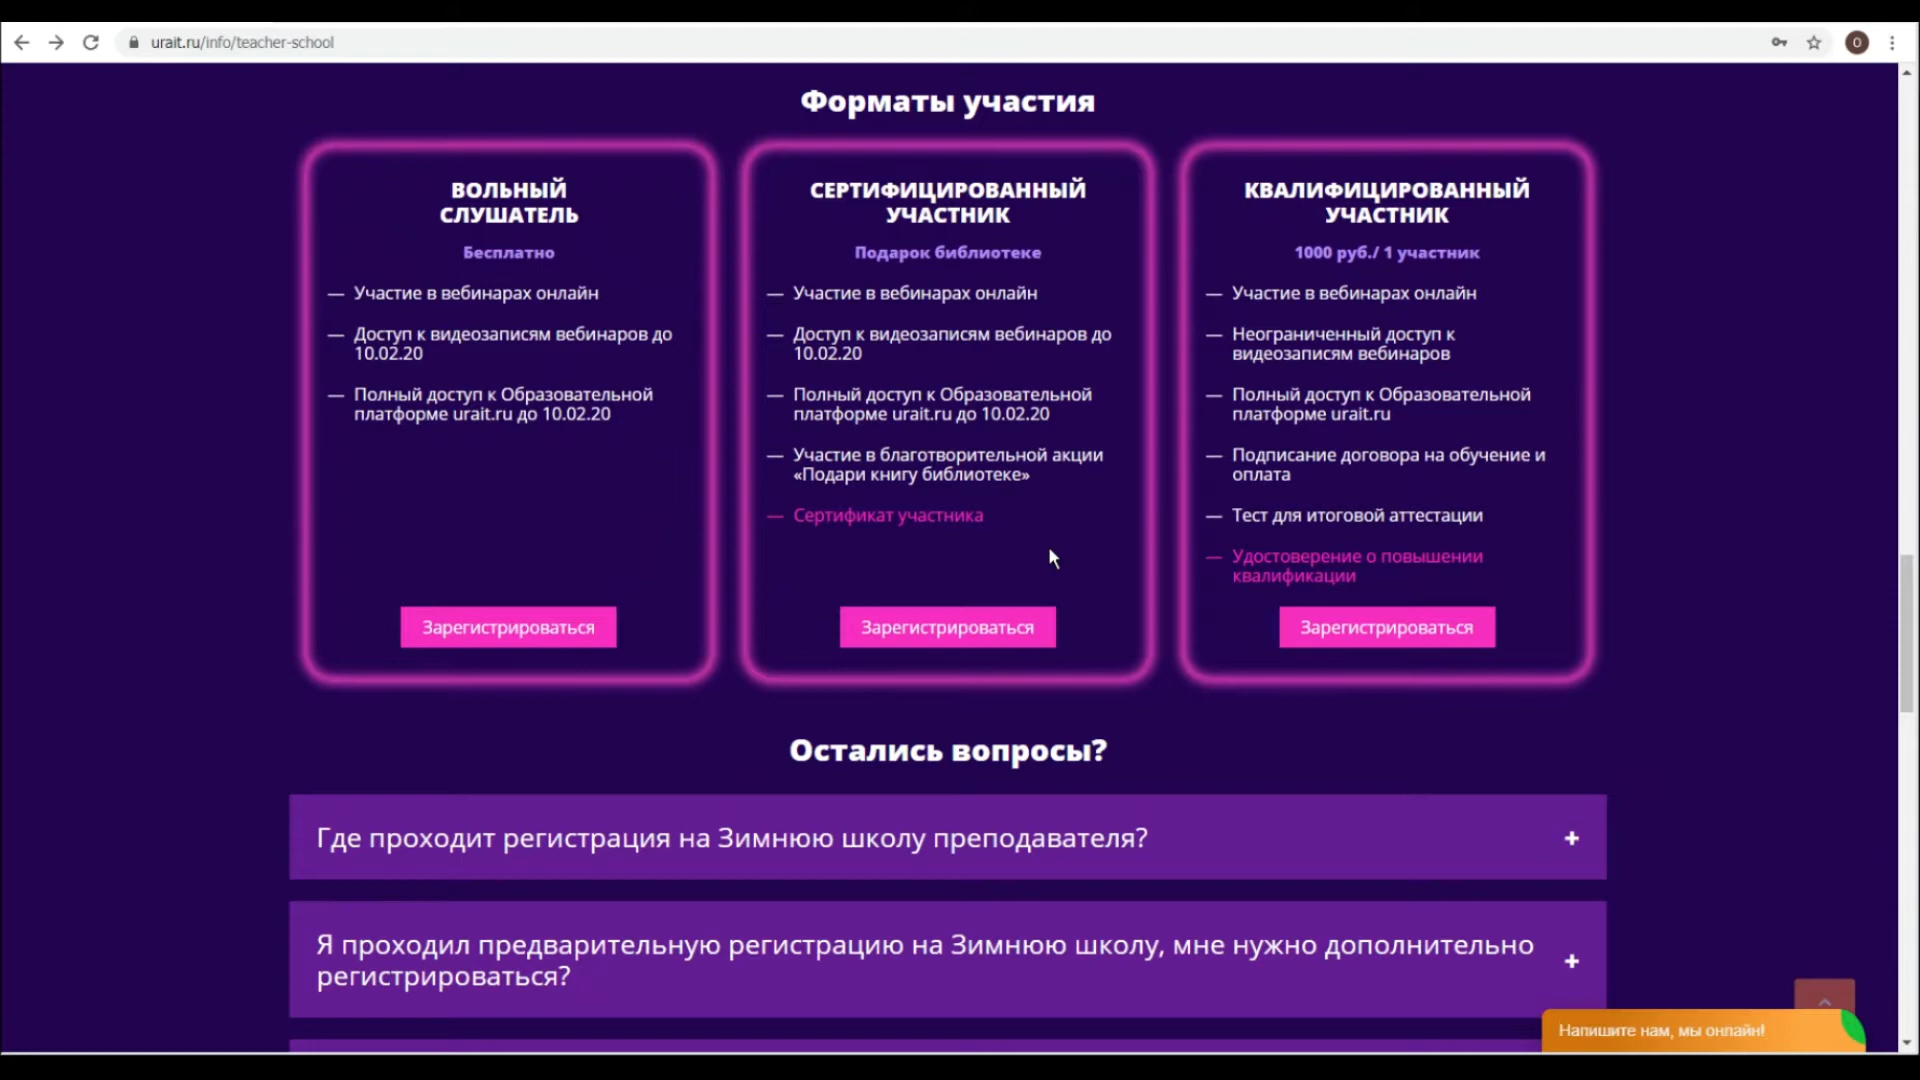 urait.ru/info/teacher-school
O
Форматы участия
ВОЛЬНЫЙ
СЛУШАТЕЛЬ
Бесплатно
— Участие в вебинарах онлайн
— Доступ к видеозаписям вебинаров до
10.02.20
— Полный доступ к Образовательной
платформе urait.ru до 10.02.20
Зарегистрироваться
СЕРТИФИЦИРОВАННЫЙ
УЧАСТНИК
Подарок библиотеке
— Участие в вебинарах онлайн
— Доступ к видеозаписям вебинаров до
10.02.20
— Полный доступ к Образовательной
платформе urait.ru до 10.02.20
— Участие в благотворительной акции
«Подари книгу библиотеке»
— Сертификат участника
Зарегистрироваться
КВАЛИФИЦИРОВАННЫЙ
УЧАСТНИК
1000 руб./ 1 участник
— Участие в вебинарах онлайн
— Неограниченный доступ к
видеозаписям вебинаров
— Полный доступ к Образовательной
платформе urait.ru
— Подписание договора на обучение и
оплата
— Тест для итоговой аттестации
— Удостоверение о повышении
квалификации
Зарегистрироваться
Остались вопросы?
Где проходит регистрация на Зимнюю школу преподавателя? +
Я проходил предварительную регистрацию на Зимнюю школу, мне нужно дополнительно
регистрироваться? +
Напишите нам, мы онлайн!